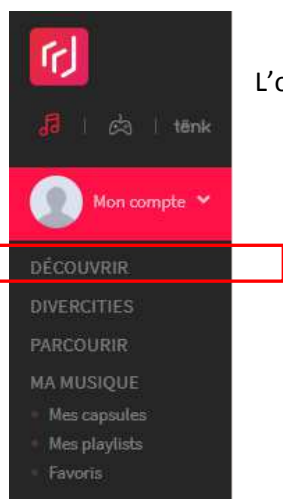 L'o
| | tënk
Mon compte
DÉCOUVRIR
DIVERCITIES
PARCOURIR
MA MUSIQUE
Mes capsules
Mes playlists
Favoris